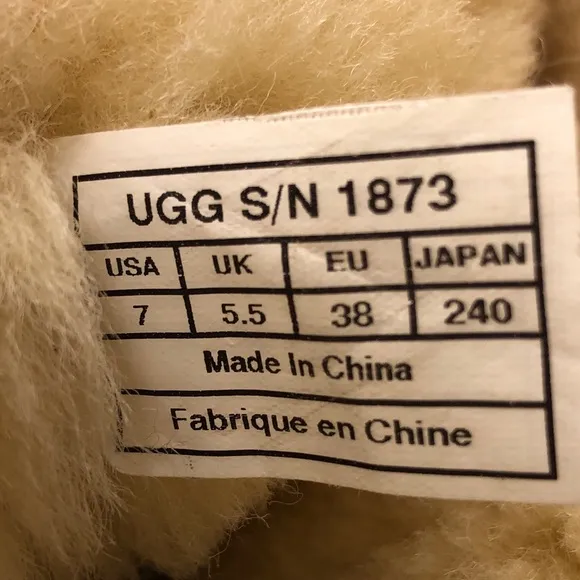 UGG S/N 1873
USA UK EU JAPAN
7 5.5 38 240
Made In China
Fabrique en Chine